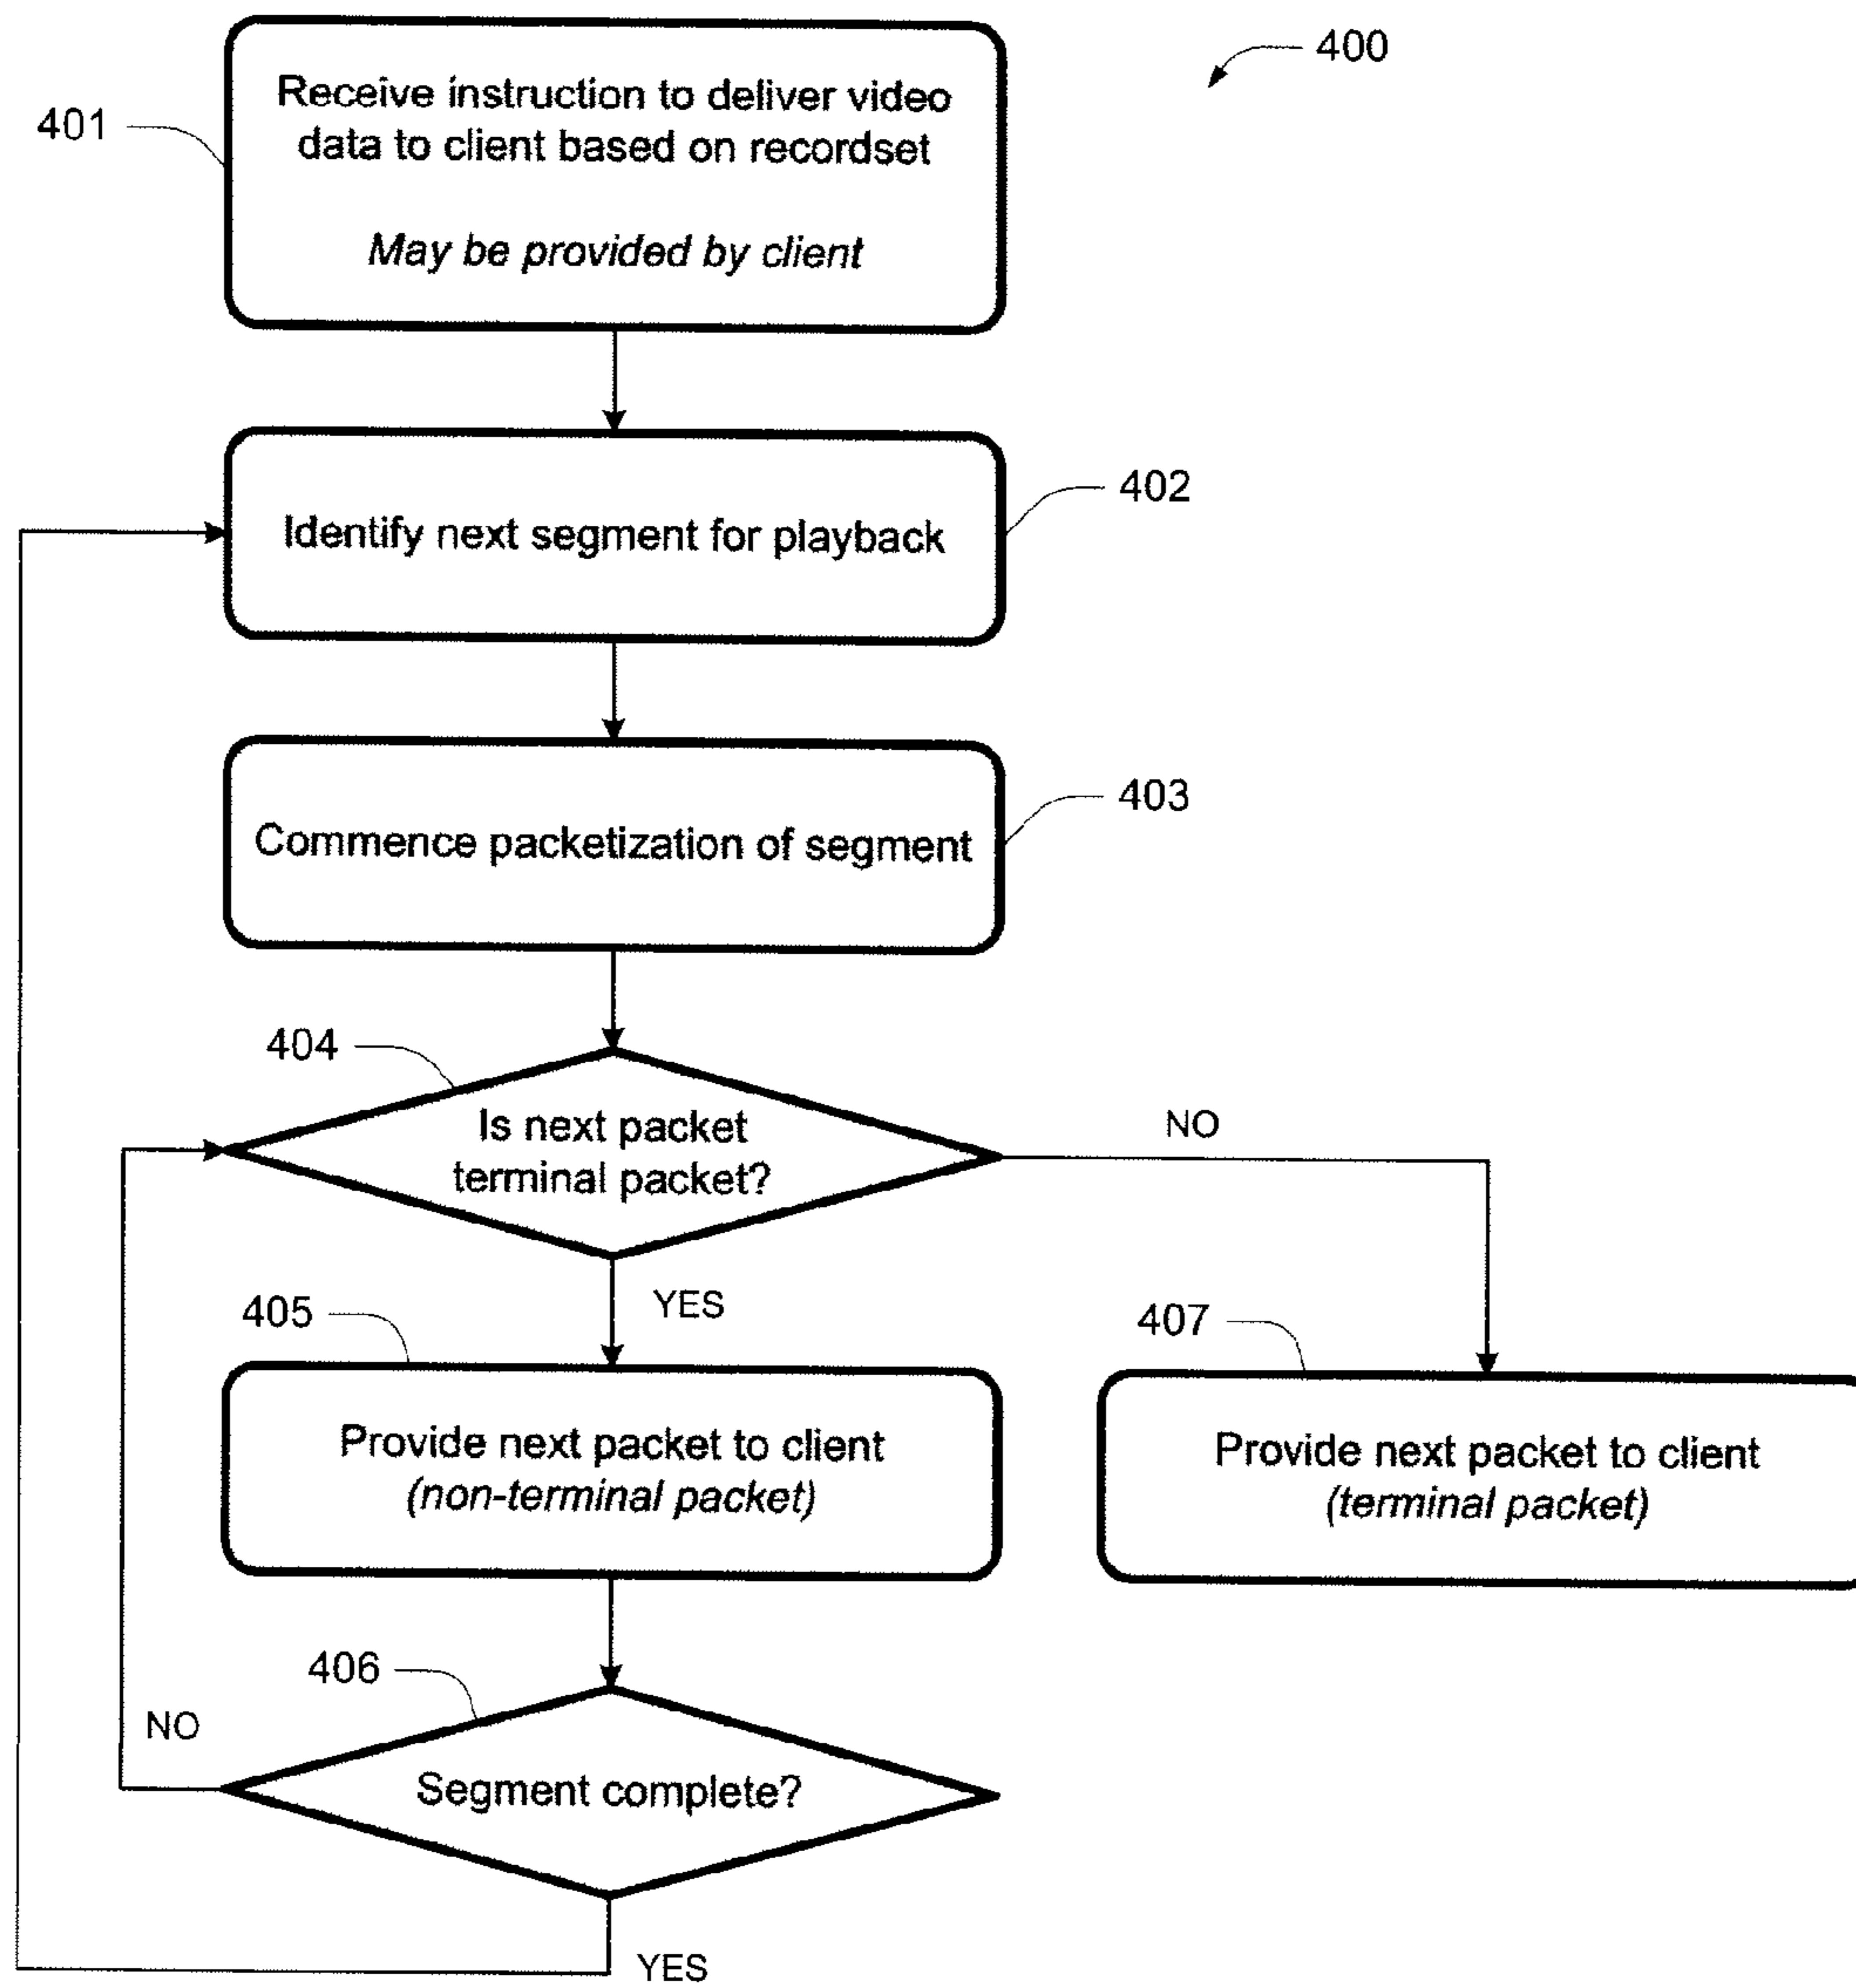 400
401
Receive instruction to deliver video
data to client based on recordset
May be provided by client
402
Identify next segment for playback
403
Commence packetization of segment
404
Is next packet
terminal packet?
NO
YES
405
Provide next packet to client
(non-terminal packet)
407
Provide next packet to client
(terminal packet)
406
NO
Segment complete?
YES